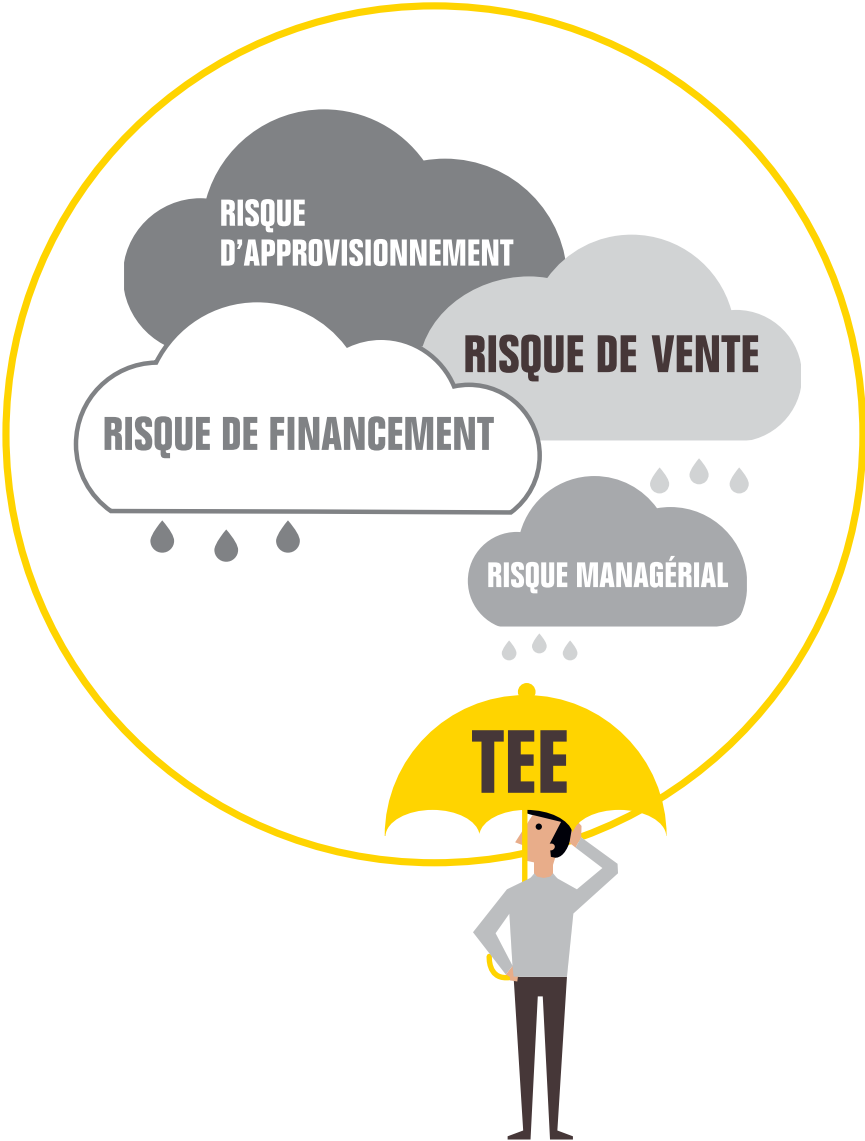 RISQUE
D’APPROVISIONNEMENT
RISQUE DE VENTE
RISQUE DE FINANCEMENT
RISQUE MANAGÉRIAL
TEE